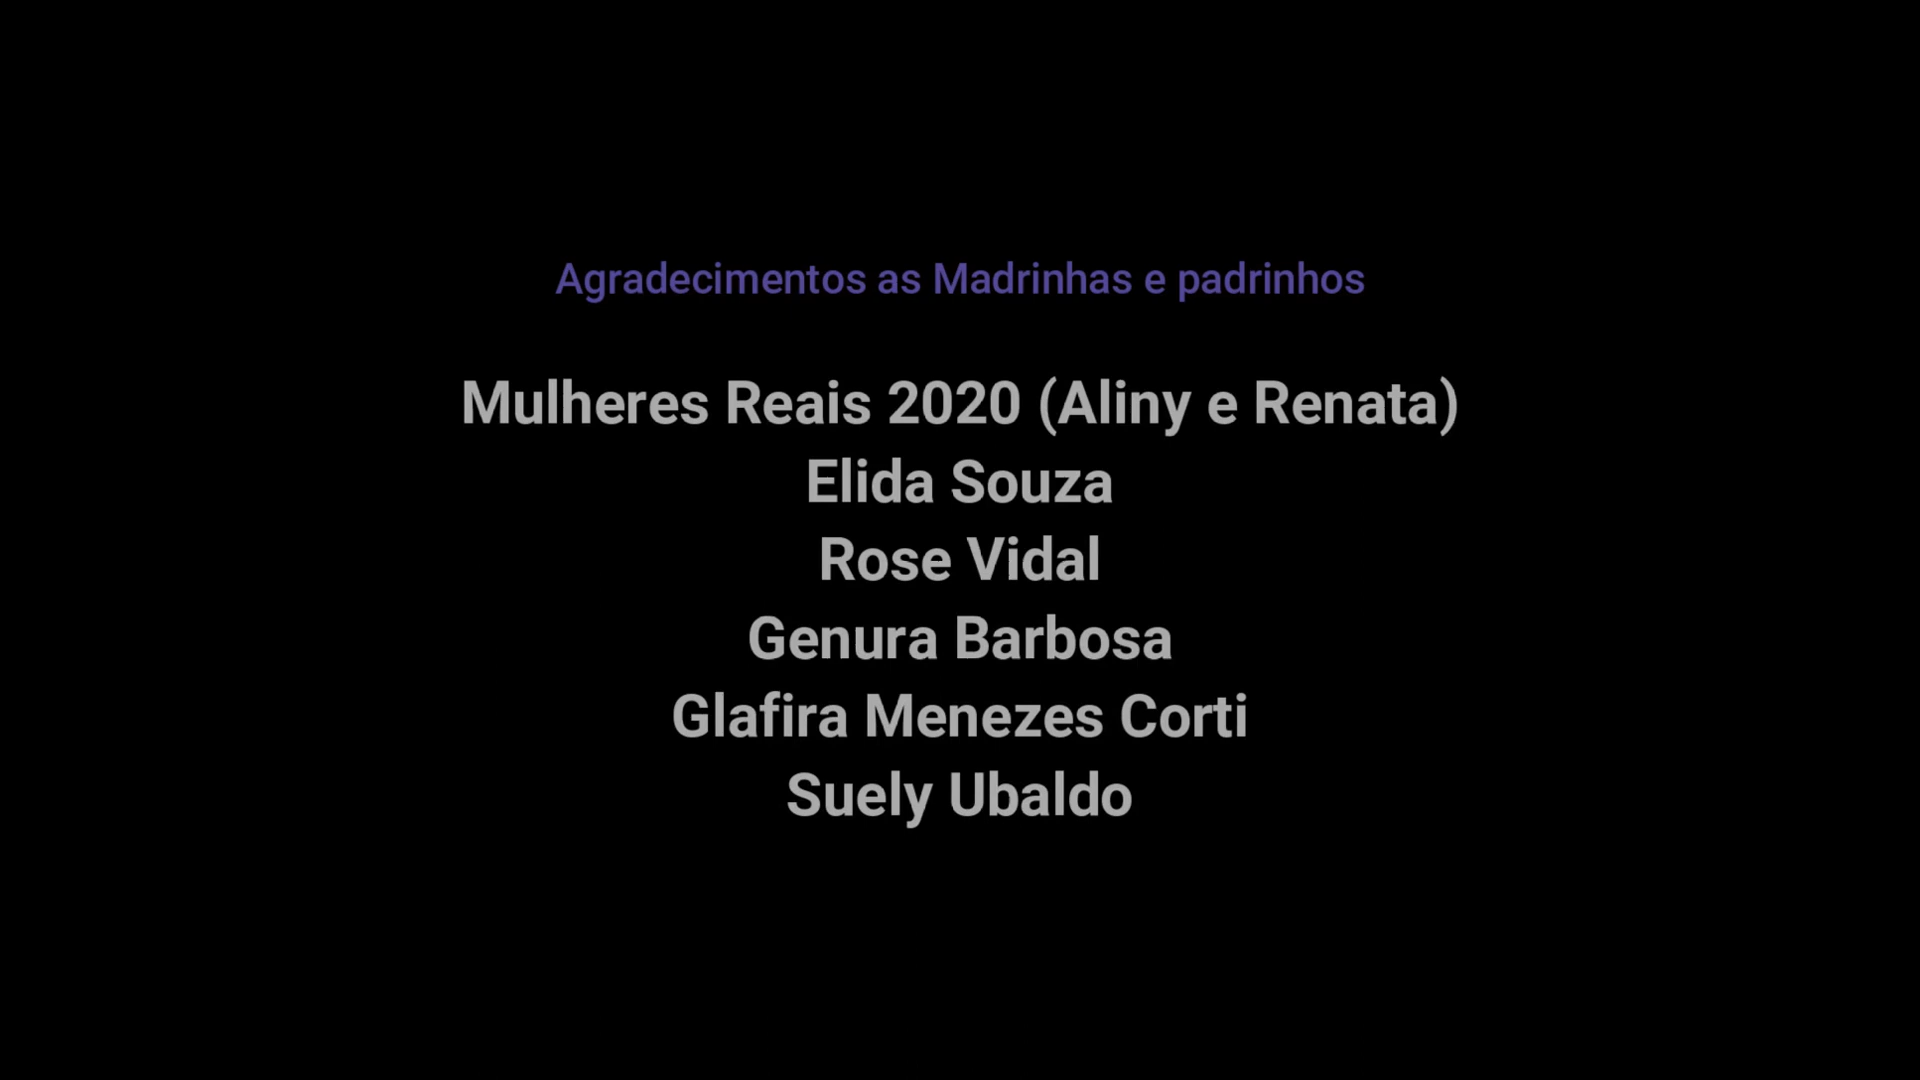 Agradecimentos as Madrinhas e padrinhos
Mulheres Reais 2020 (Aliny e Renata)
Elida Souza
Rose Vidal
Genura Barbosa
Glafira Menezes Corti
Suely Ubaldo